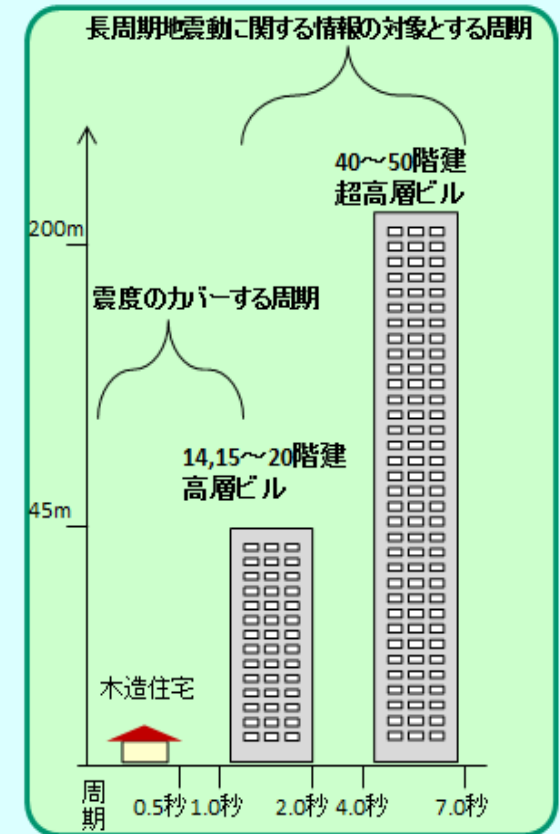 長周期地震動に関する情報の対象とする周期
40～50階建
超高層ビル
200m
震度のカバーする周期
14,15～20階建
高層ビル
45m
木造住宅
周期
0.5秒 1.0秒 2.0秒 4.0秒 7.0秒